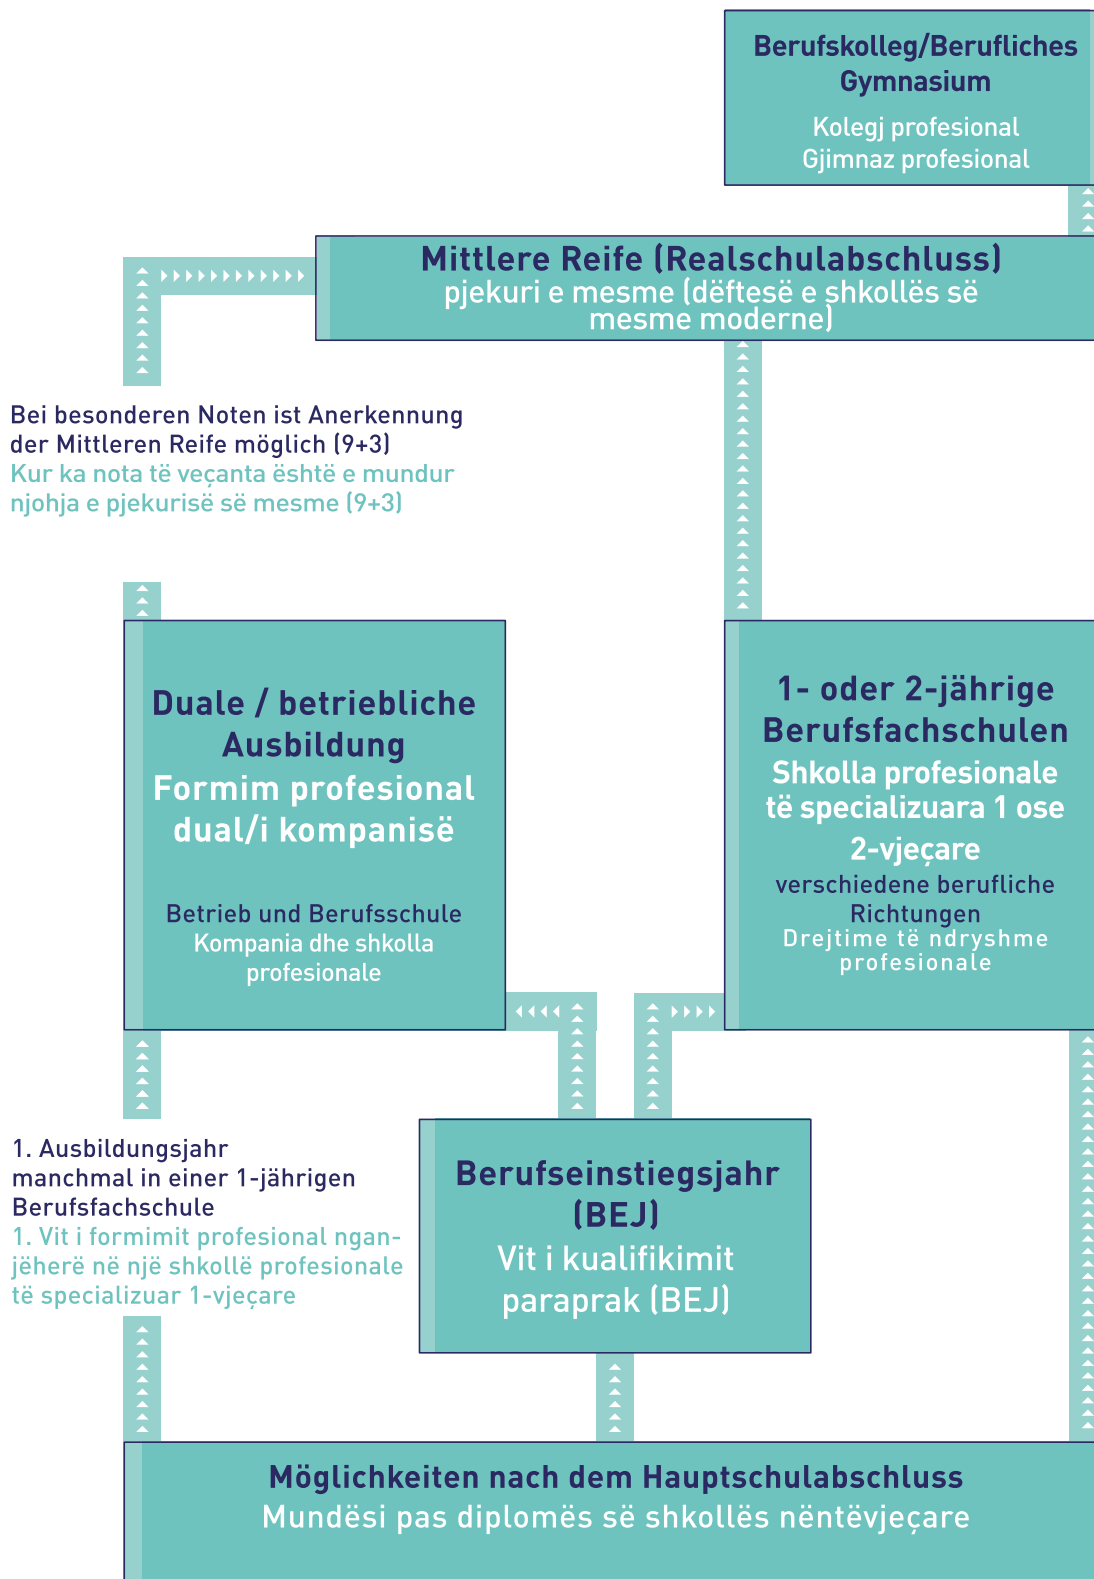 Berufskolleg/Berufliches
Gymnasium
Kolegj profesional
Gjimnaz profesional
Mittlere Reife (Realschulabschluss)
pjekuri e mesme (dëftesë e shkollës së
mesme moderne)
Bei besonderen Noten ist Anerkennung
der Mittleren Reife möglich (9+3)
Kur ka nota të veçanta është e mundur
njohja e pjekurisë së mesme (9+3)
Duale / betriebliche
Ausbildung
Formim profesional
dual/i kompanisë
Betrieb und Berufsschule
Kompania dhe shkolla
profesionale
1- oder 2-jährige
Berufsfachschulen
Shkolla profesionale
të specializuara 1 ose
2-vjeçare
verschiedene berufliche
Richtungen
Drejtime të ndryshme
profesionale
1. Ausbildungsjahr
manchmal in einer 1-jährigen
Berufsfachschule
1. Vit i formimit profesional ngan-
jëherë në një shkollë profesionale
të specializuar 1-vjeçare
Berufseinstiegsjahr
(BEJ)
Vit i kualifikimit
paraprak (BEJ)
Möglichkeiten nach dem Hauptschulabschluss
Mundësi pas diplomës së shkollës nëntëvjeçare